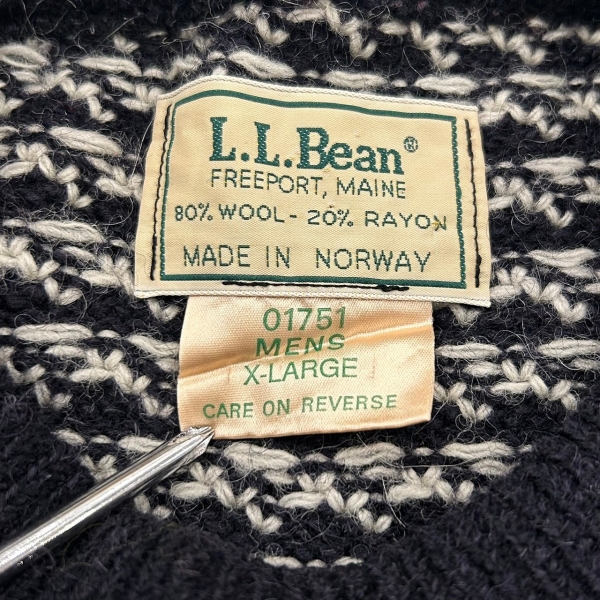 L.L.Bean®
FREEPORT, MAINE
80% WOOL - 20% RAYON
MADE IN NORWAY
01751
MENS
X-LARGE
CARE ON REVERSE